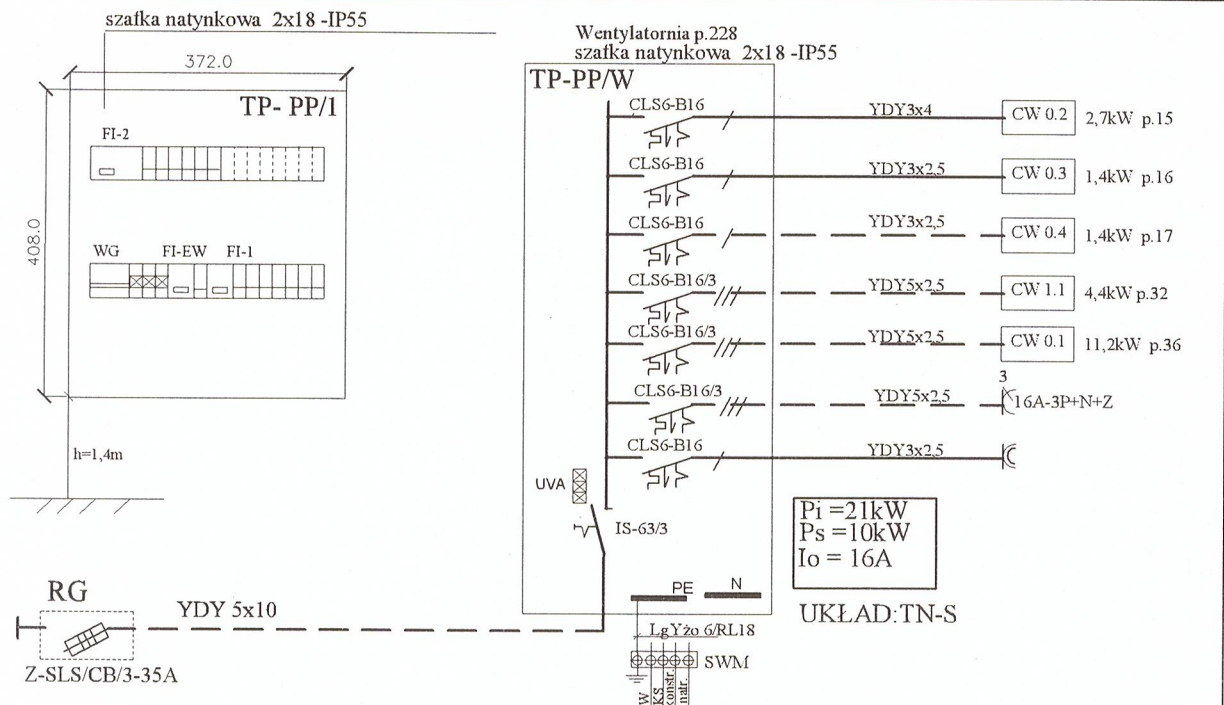 szafka natynkowa 2x18 -IP55
372.0
TP- PP/1
FI-2
408.0
WG FI-EW FI-1
h=1,4m
RG
YDY 5x10
Z-SLS/CB/3-35A
Wentylatornia p.228
szafka natynkowa 2x18 -IP55
TP-PP/W
CLS6-B16 YDY3x4 CW 0.2 2,7kW p.15
CLS6-B16 YDY3x2,5 CW 0.3 1,4kW p.16
CLS6-B16 YDY3x2,5 CW 0.4 1,4kW p.17
CLS6-B16/3 YDY5x2,5 CW 1.1 4,4kW p.32
CLS6-B16/3 YDY5x2,5 CW 0.1 11,2kW p.36
3
CLS6-B16/3 YDY5x2,5 16A-3P+N+Z
CLS6-B16 YDY3x2,5
UVA
IS-63/3
PE N
Pi =21kW
Ps =10kW
Io = 16A
UKŁAD:TN-S
LgYżo 6/RL18
SWM
W
KS
konstr.
natr.